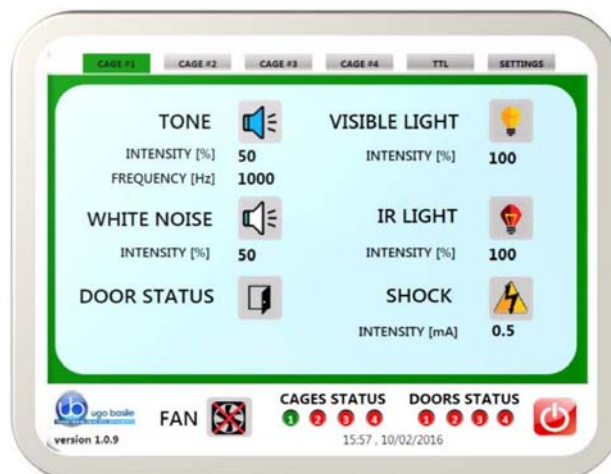 CAGE #1 CAGE #2 CAGE #3 CAGE #4 TTL SETTINGS
TONE
INTENSITY [%] 50
FREQUENCY [Hz] 1000
WHITE NOISE
INTENSITY [%] 50
DOOR STATUS
VISIBLE LIGHT
INTENSITY [%] 100
IR LIGHT
INTENSITY [%] 100
SHOCK
INTENSITY [mA] 0.5
ub ugo basile
version 1.0.9
FAN
CAGES STATUS
1 2 3 4
DOORS STATUS
1 2 3 4
15:57 , 10/02/2016